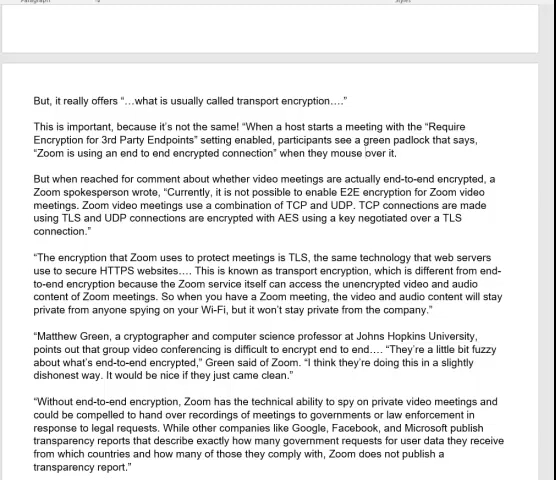 Paragraph
Styles
But, it really offers “…what is usually called transport encryption….”
This is important, because it’s not the same! “When a host starts a meeting with the “Require
Encryption for 3rd Party Endpoints” setting enabled, participants see a green padlock that says,
“Zoom is using an end to end encrypted connection” when they mouse over it.
But when reached for comment about whether video meetings are actually end-to-end encrypted, a
Zoom spokesperson wrote, “Currently, it is not possible to enable E2E encryption for Zoom video
meetings. Zoom video meetings use a combination of TCP and UDP. TCP connections are made
using TLS and UDP connections are encrypted with AES using a key negotiated over a TLS
connection.”
“The encryption that Zoom uses to protect meetings is TLS, the same technology that web servers
use to secure HTTPS websites…. This is known as transport encryption, which is different from end-
to-end encryption because the Zoom service itself can access the unencrypted video and audio
content of Zoom meetings. So when you have a Zoom meeting, the video and audio content will stay
private from anyone spying on your Wi-Fi, but it won’t stay private from the company.”
“Matthew Green, a cryptographer and computer science professor at Johns Hopkins University,
points out that group video conferencing is difficult to encrypt end to end…. “They’re a little bit fuzzy
about what’s end-to-end encrypted,” Green said of Zoom. “I think they’re doing this in a slightly
dishonest way. It would be nice if they just came clean.”
“Without end-to-end encryption, Zoom has the technical ability to spy on private video meetings and
could be compelled to hand over recordings of meetings to governments or law enforcement in
response to legal requests. While other companies like Google, Facebook, and Microsoft publish
transparency reports that describe exactly how many government requests for user data they receive
from which countries and how many of those they comply with, Zoom does not publish a
transparency report.”